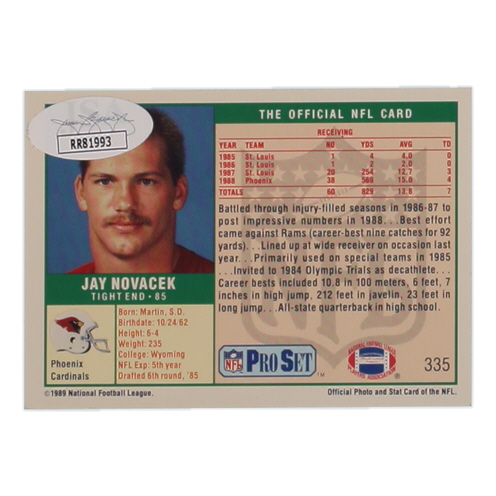 RR81993
THE OFFICIAL NFL CARD
RECEIVING
YEAR TEAM NO YDS AVG TD
1985 St. Louis 1 4 4.0 0
1986 St. Louis 1 2 0
1987 St. Louis 20 254 12.7 3
1988 Phoenix 38 569 15.0 4
TOTALS 60 829 13.8 7
Battled through injury-filled seasons in 1986-87 to
post impressive numbers in 1988... Best effort
came against Rams (career-best nine catches for 92
yards)...Lined up at wide receiver on occasion last
year...Primarily used on special teams in 1985
...Invited to 1984 Olympic Trials as decathlete...
Career bests included 10.8 in 100 meters, 6 feet, 7
inches in high jump, 212 feet in javelin, 23 feet in
long jump...All-state quarterback in high school.
JAY NOVACEK
TIGHT END • 85
Phoenix
Cardinals
Born: Martin, S.D.
Birthdate: 10/24/62
Height: 6-4
Weight: 235
College: Wyoming
NFL Exp: 5th year
Drafted 6th round, '85
NFL PRO SET ™
NATIONAL FOOTBALL LEAGUE
PLAYERS ASSOCIATION
335
©1989 National Football League.
Official Photo and Stat Card of the NFL.